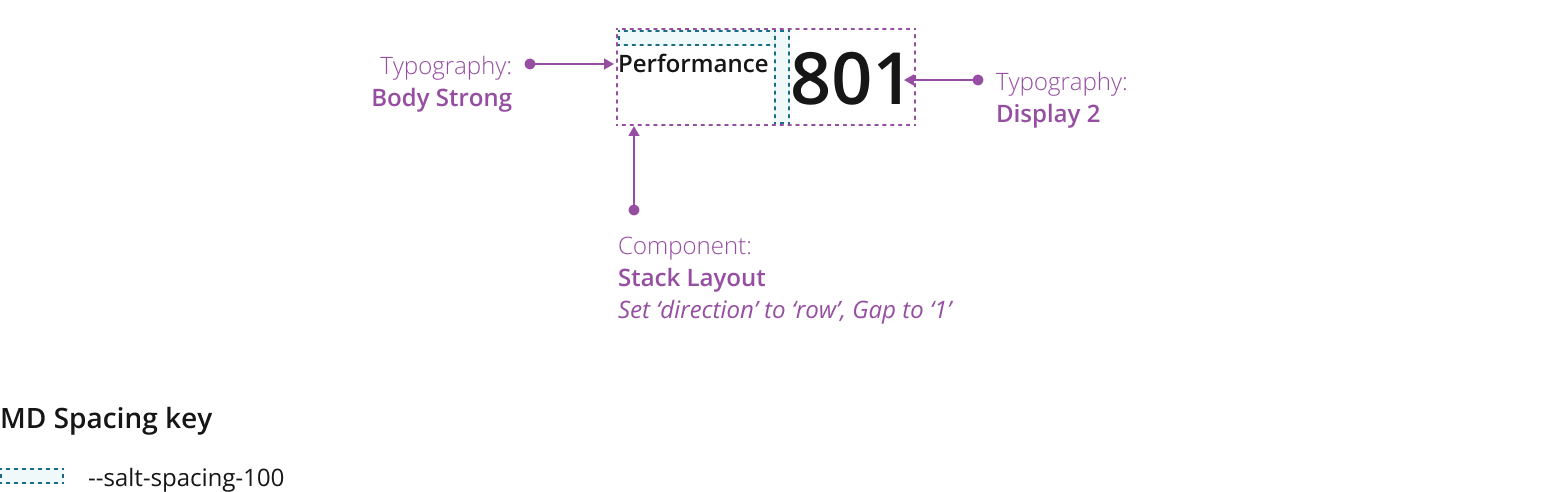 Typography:
Body Strong
Performance
801
Typography:
Display 2
Component:
Stack Layout
Set ‘direction’ to ‘row’, Gap to ‘1’
MD Spacing key
--salt-spacing-100